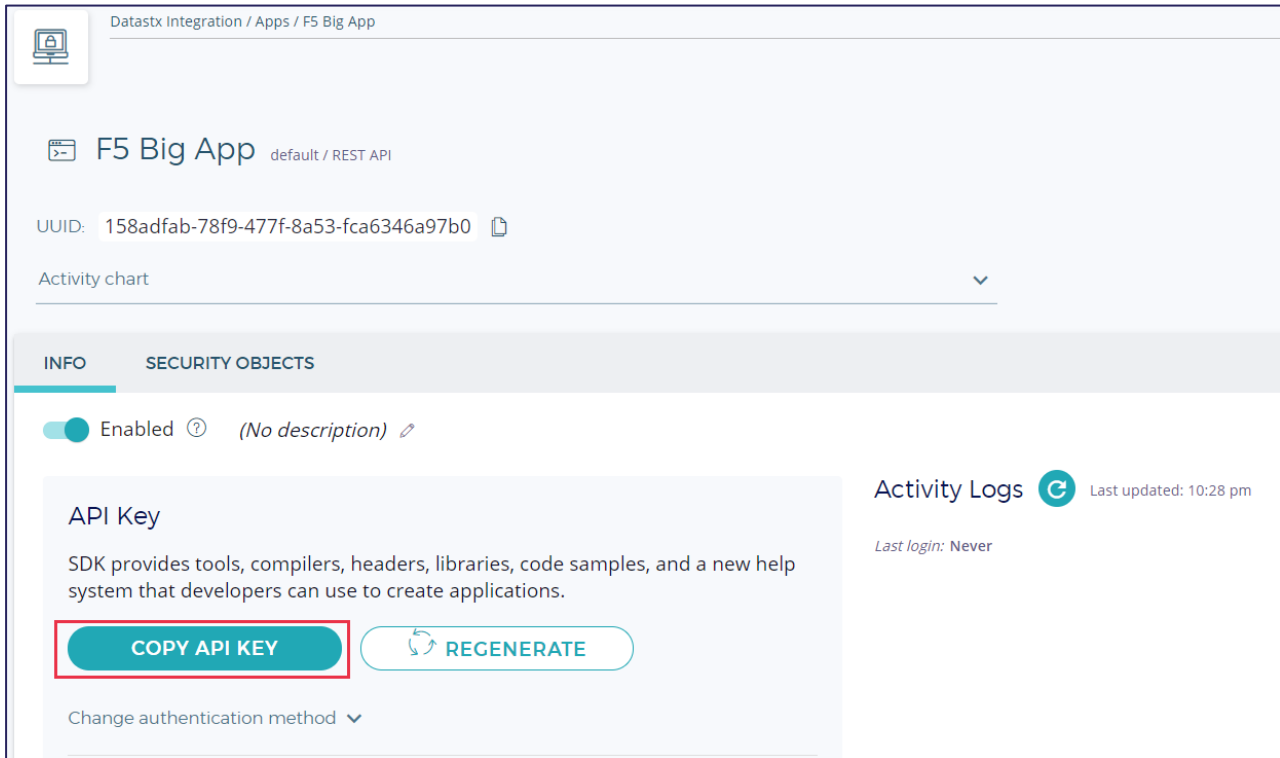 Datastx Integration / Apps / F5 Big App
F5 Big App default / REST API
UUID: 158adfab-78f9-477f-8a53-fca6346a97b0
Activity chart
INFO SECURITY OBJECTS
Enabled ? (No description)
API Key
SDK provides tools, compilers, headers, libraries, code samples, and a new help
system that developers can use to create applications.
COPY API KEY REGENERATE
Change authentication method
Activity Logs Last updated: 10:28 pm
Last login: Never